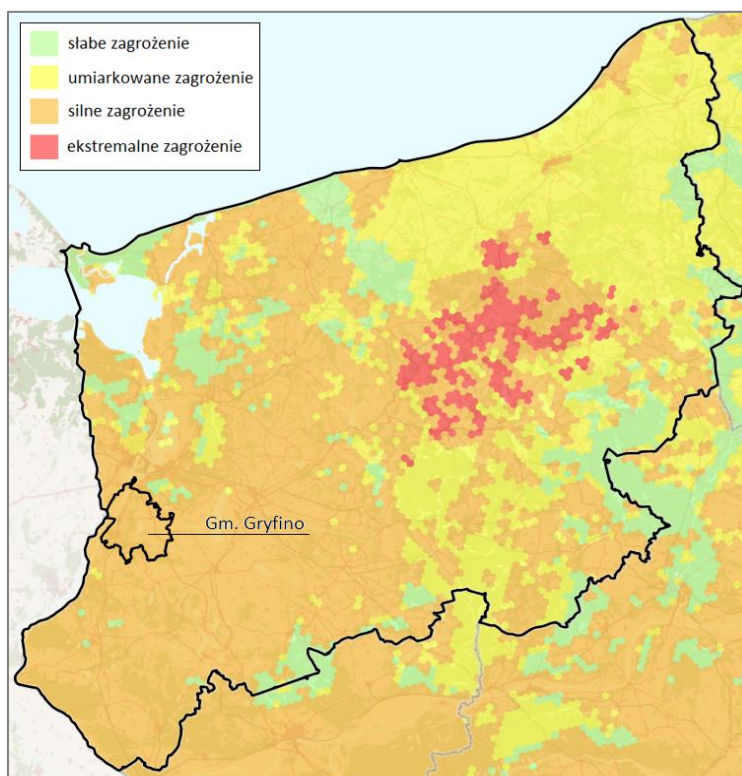 słabe zagrożenie
umiarkowane zagrożenie
silne zagrożenie
ekstremalne zagrożenie
Gm. Gryfino